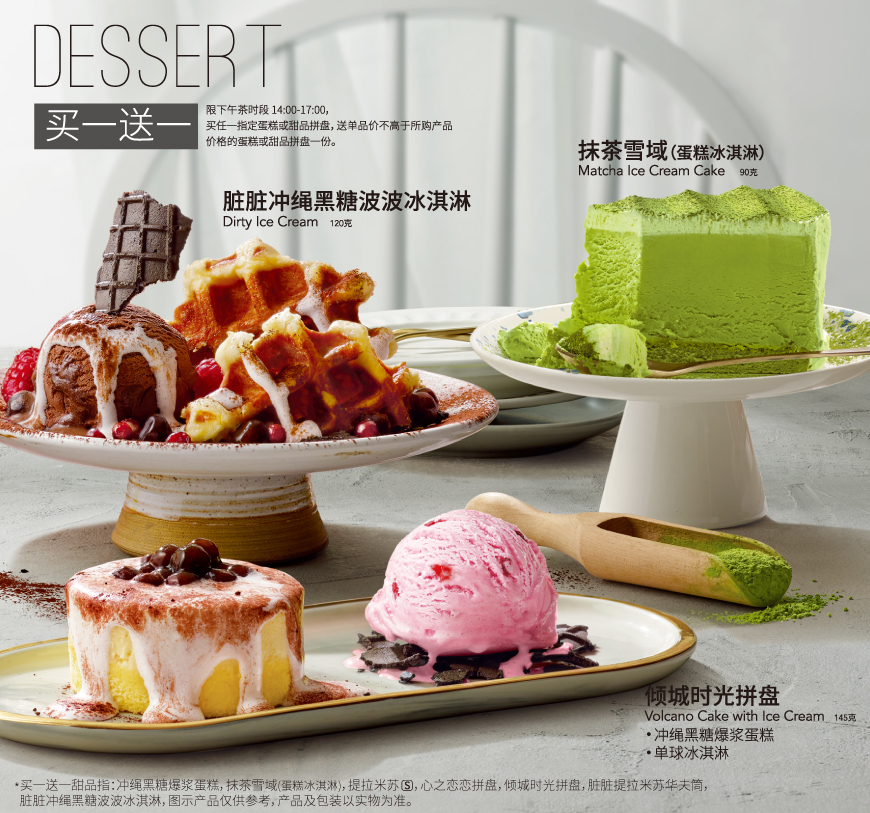 DESSERT
买一送一
限下午茶时段 14:00-17:00，
买任一指定蛋糕或甜品拼盘，送单品价不高于所购产品
价格的蛋糕或甜品拼盘一份。
抹茶雪域(蛋糕冰淇淋)
Matcha Ice Cream Cake 90克
脏脏冲绳黑糖波波冰淇淋
Dirty Ice Cream 120克
倾城时光拼盘
Volcano Cake with Ice Cream 145克
•冲绳黑糖爆浆蛋糕
•单球冰淇淋
•买一送一甜品指：冲绳黑糖爆浆蛋糕，抹茶雪域(蛋糕冰淇淋)，提拉米苏(S)，心之恋恋拼盘，倾城时光拼盘，脏脏提拉米苏华夫筒，
脏脏冲绳黑糖波波冰淇淋，图示产品仅供参考，产品及包装以实物为准。